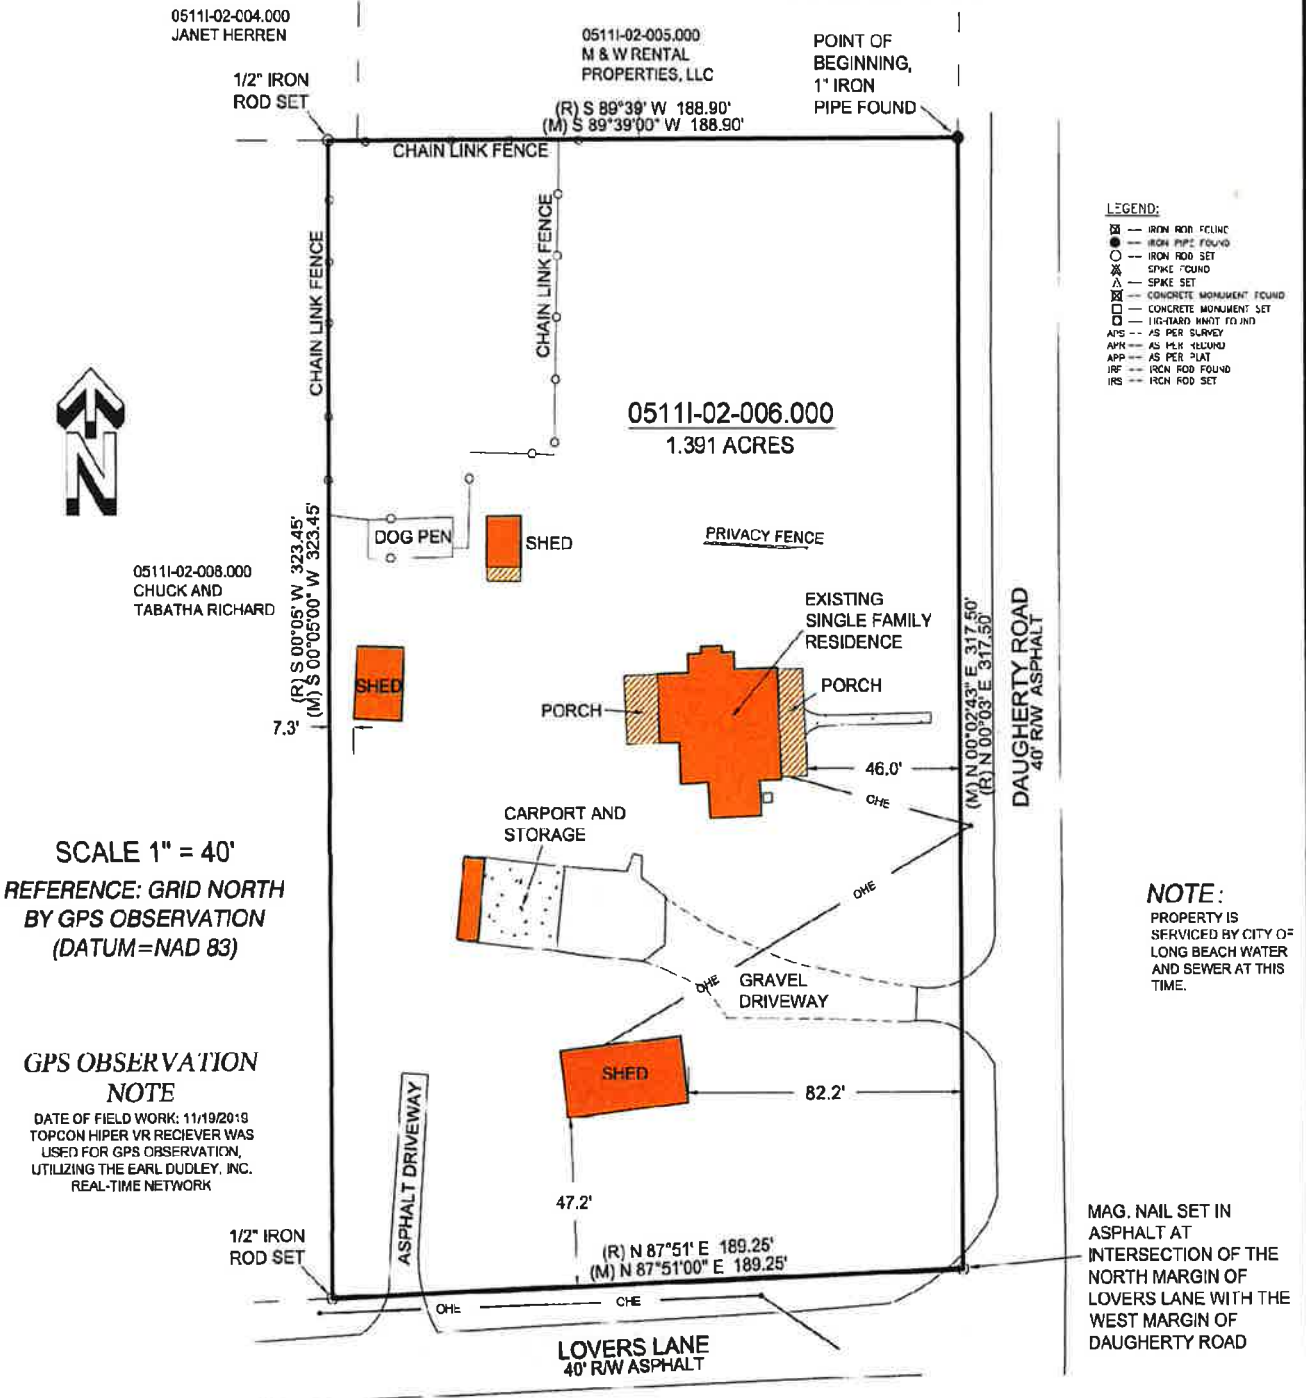 0511I-02-004.000
JANET HERREN
0511I-02-005.000
M & W RENTAL
PROPERTIES, LLC
POINT OF
BEGINNING,
1" IRON
PIPE FOUND
1/2" IRON
ROD SET
(R) S 89°39' W 188.90'
(M) S 89°39'00" W 188.90'
CHAIN LINK FENCE
CHAIN LINK FENCE
CHAIN LINK FENCE
LEGEND:
IRON ROD FOUND
IRON PIPE FOUND
IRON ROD SET
SPIKE FOUND
SPIKE SET
CONCRETE MONUMENT FOUND
CONCRETE MONUMENT SET
LIGHTARD KNOT FOUND
APS --- AS PER SURVEY
APR --- AS PER RECORD
APP --- AS PER PLAT
IRF --- IRON ROD FOUND
IRS --- IRON ROD SET
0511I-02-006.000
1.391 ACRES
N
DOG PEN
SHED
PRIVACY FENCE
0511I-02-008.000
CHUCK AND
TABATHA RICHARD
(R) S 00°05' W 323.45'
(M) S 00°05'00" W 323.45'
EXISTING
SINGLE FAMILY
RESIDENCE
SHED
PORCH
PORCH
7.3'
46.0'
(M) N 00°02'43" E 317.50'
(R) N 00°03' E 317.50'
DAUGHERTY ROAD
40' R/W ASPHALT
OHE
CARPORT AND
STORAGE
SCALE 1" = 40'
REFERENCE: GRID NORTH
BY GPS OBSERVATION
(DATUM=NAD 83)
OHE
NOTE:
PROPERTY IS
SERVICED BY CITY OF
LONG BEACH WATER
AND SEWER AT THIS
TIME.
OHE
GRAVEL
DRIVEWAY
GPS OBSERVATION
NOTE
DATE OF FIELD WORK: 11/19/2019
TOPCON HIPER VR RECIEVER WAS
USED FOR GPS OBSERVATION,
UTILIZING THE EARL DUDLEY, INC.
REAL-TIME NETWORK
SHED
82.2'
ASPHALT DRIVEWAY
47.2'
1/2" IRON
ROD SET
(R) N 87°51' E 189.25'
(M) N 87°51'00" E 189.25'
MAG. NAIL SET IN
ASPHALT AT
INTERSECTION OF THE
NORTH MARGIN OF
LOVERS LANE WITH THE
WEST MARGIN OF
DAUGHERTY ROAD
OHE
OHE
LOVERS LANE
40' R/W ASPHALT